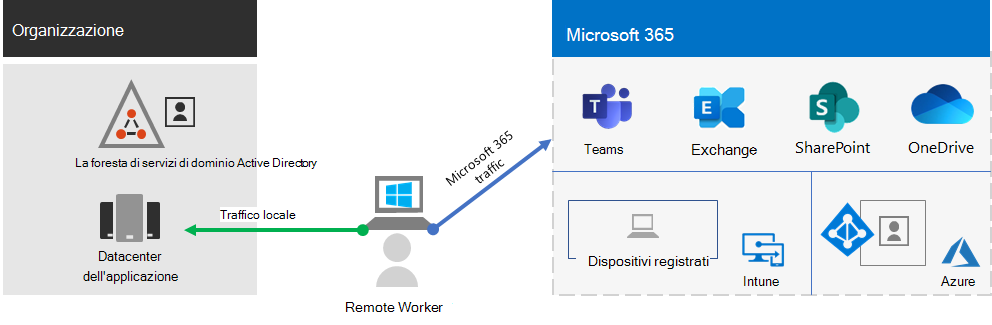 Organizzazione
La foresta di servizi di dominio Active Directory
Datacenter
dell'applicazione
Traffico locale
Remote Worker
Microsoft 365
traffic
Microsoft 365
T
Teams
E
Exchange
S
SharePoint
OneDrive
Dispositivi registrati
Intune
Azure